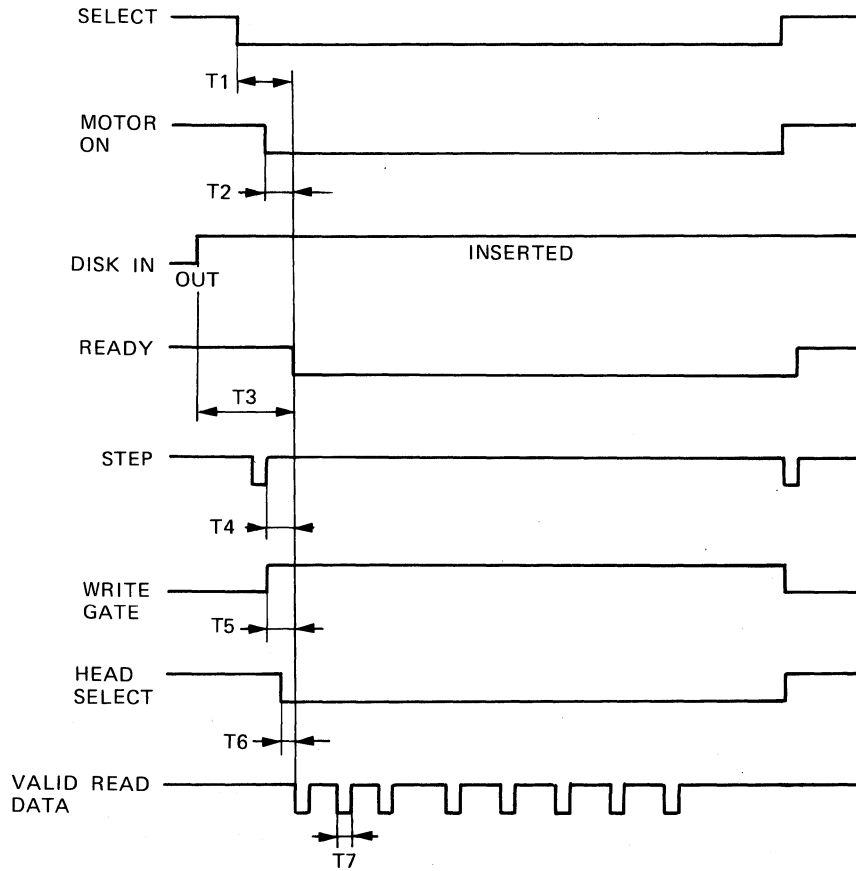 SELECT
T1
MOTOR
ON
T2
INSERTED
DISK IN
OUT
READY
T3
STEP
T4
WRITE
GATE
T5
HEAD
SELECT
T6
VALID READ
DATA
T7